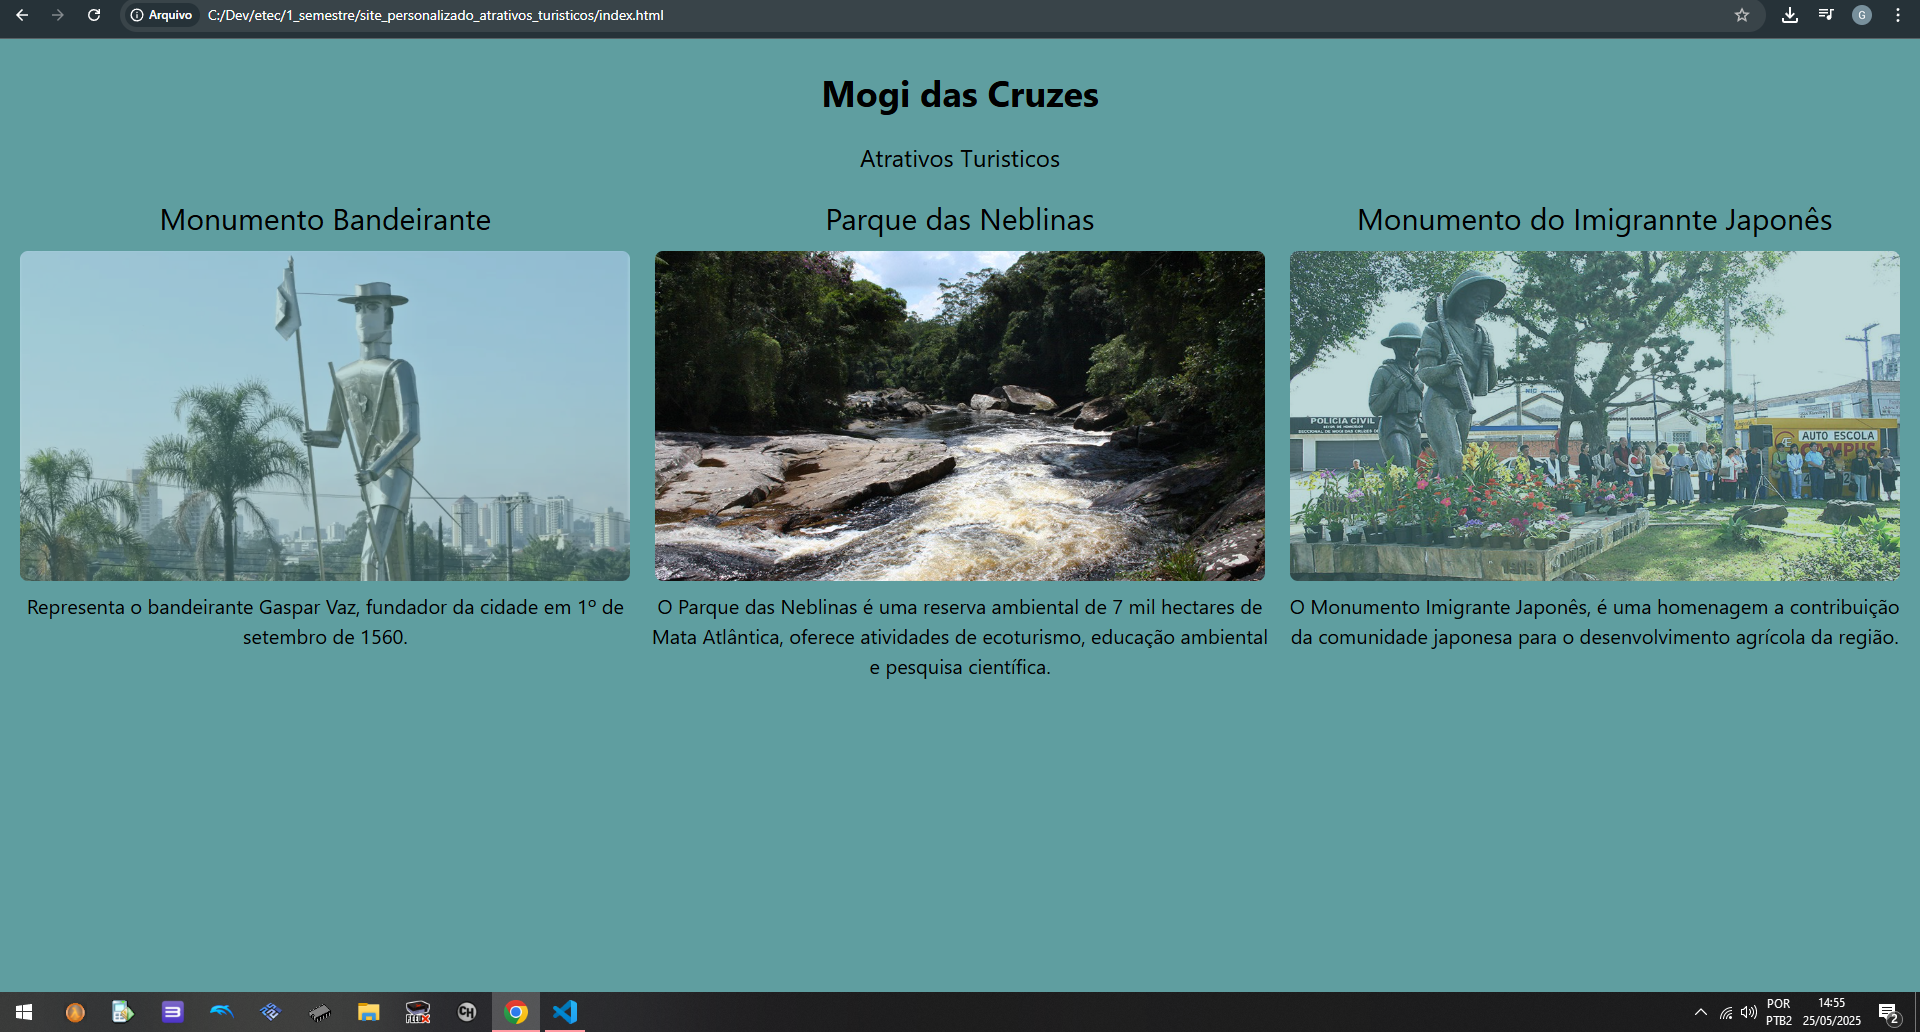 Arquivo
C:/Dev/etec/1_semestre/site_personalizado_atrativos_turisticos/index.html
G
Mogi das Cruzes
Atrativos Turisticos
Monumento Bandeirante
Parque das Neblinas
Monumento do Imigrannte Japonês
POLICIA CIVIL
AUTO ESCOLA
Representa o bandeirante Gaspar Vaz, fundador da cidade em 1º de
setembro de 1560.
O Parque das Neblinas é uma reserva ambiental de 7 mil hectares de
Mata Atlântica, oferece atividades de ecoturismo, educação ambiental
e pesquisa científica.
O Monumento Imigrante Japonês, é uma homenagem a contribuição
da comunidade japonesa para o desenvolvimento agrícola da região.
CH
POR
PTB2
14:55
25/05/2025
2